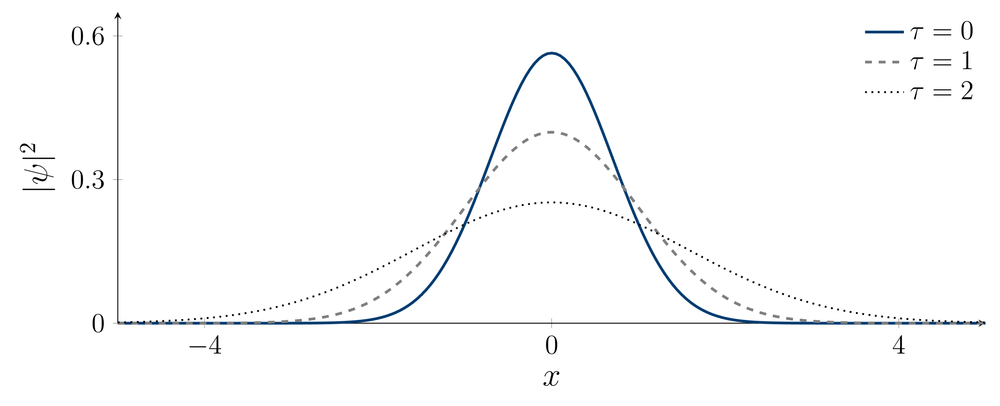 0.6
0.3
0
|ψ|²
−4
0
4
x
τ = 0
τ = 1
τ = 2